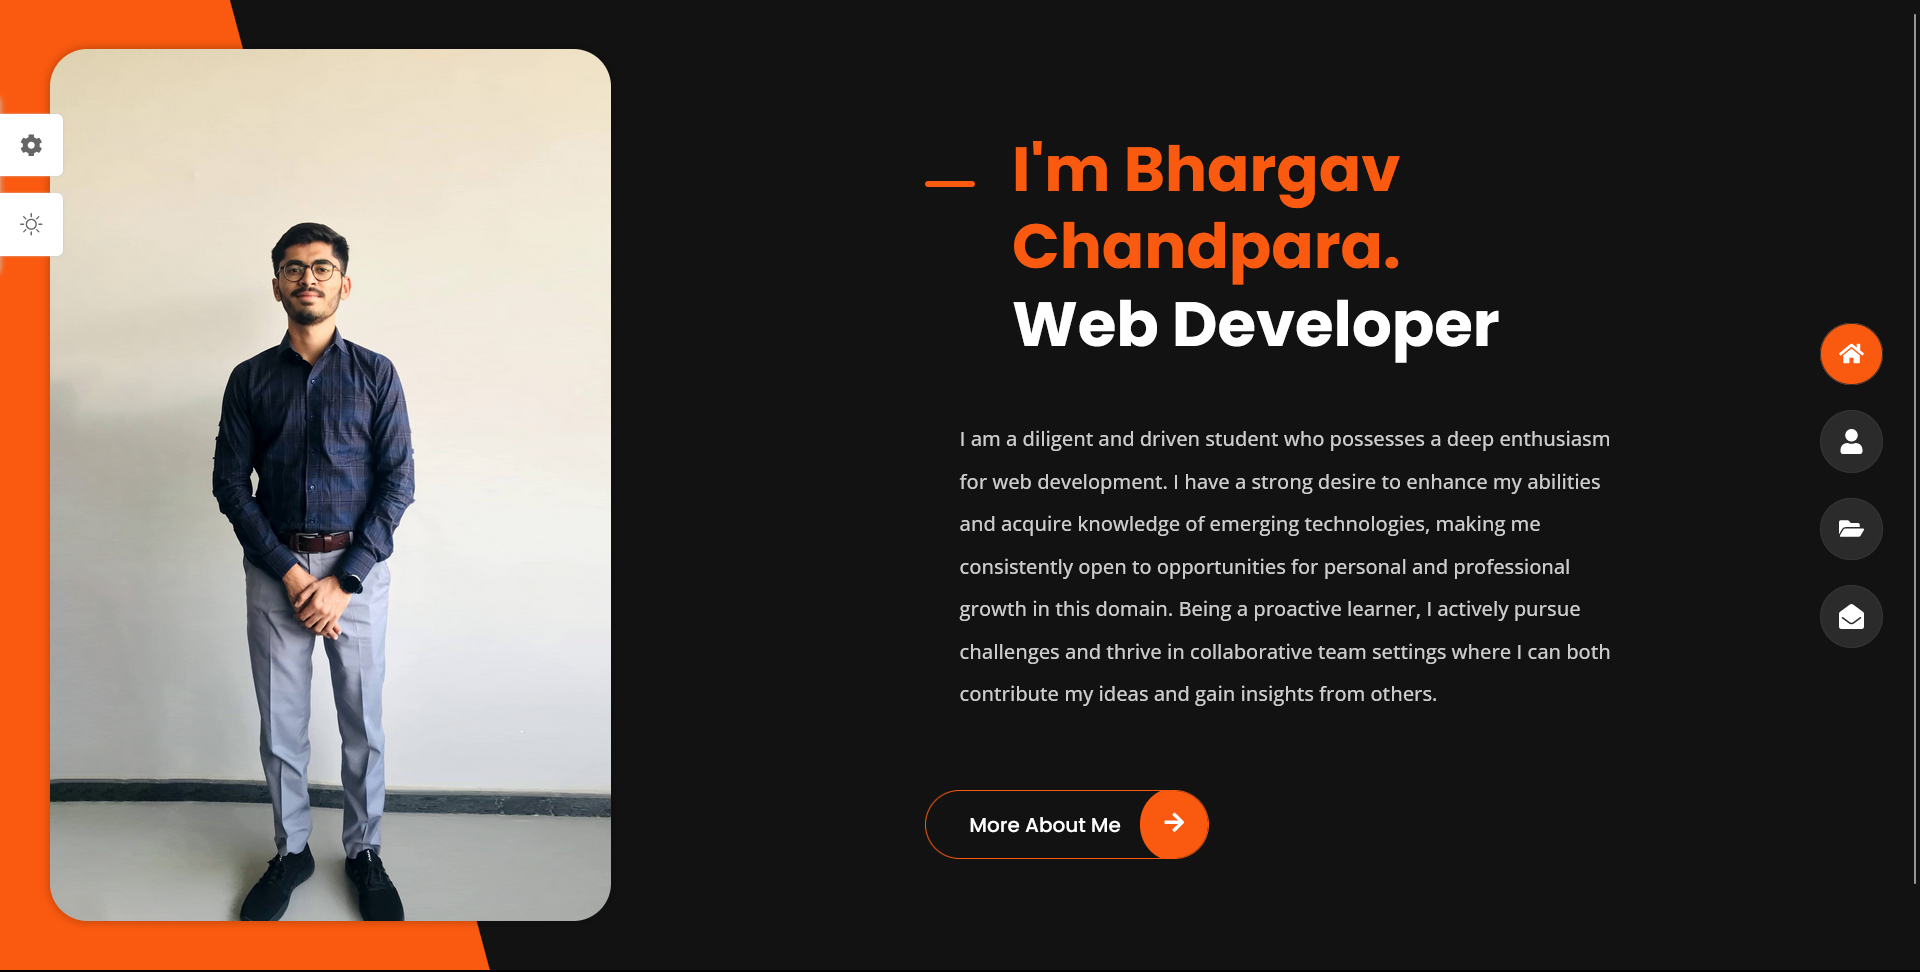 I'm Bhargav
Chandpara.
Web Developer
I am a diligent and driven student who possesses a deep enthusiasm
for web development. I have a strong desire to enhance my abilities
and acquire knowledge of emerging technologies, making me
consistently open to opportunities for personal and professional
growth in this domain. Being a proactive learner, I actively pursue
challenges and thrive in collaborative team settings where I can both
contribute my ideas and gain insights from others.
More About Me